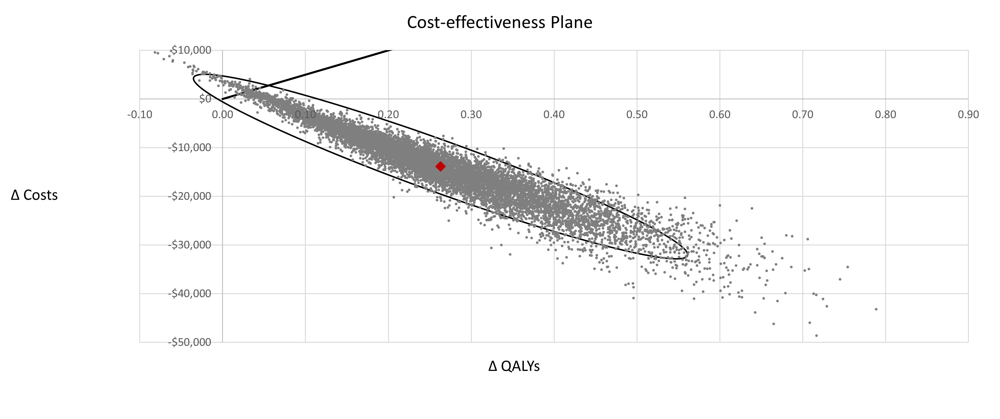 Cost-effectiveness Plane
$10,000
$0
-0.10 0.00 0.10 0.20 0.30 0.40 0.50 0.60 0.70 0.80 0.90
-$10,000
Δ Costs
-$20,000
-$30,000
-$40,000
-$50,000
Δ QALYs